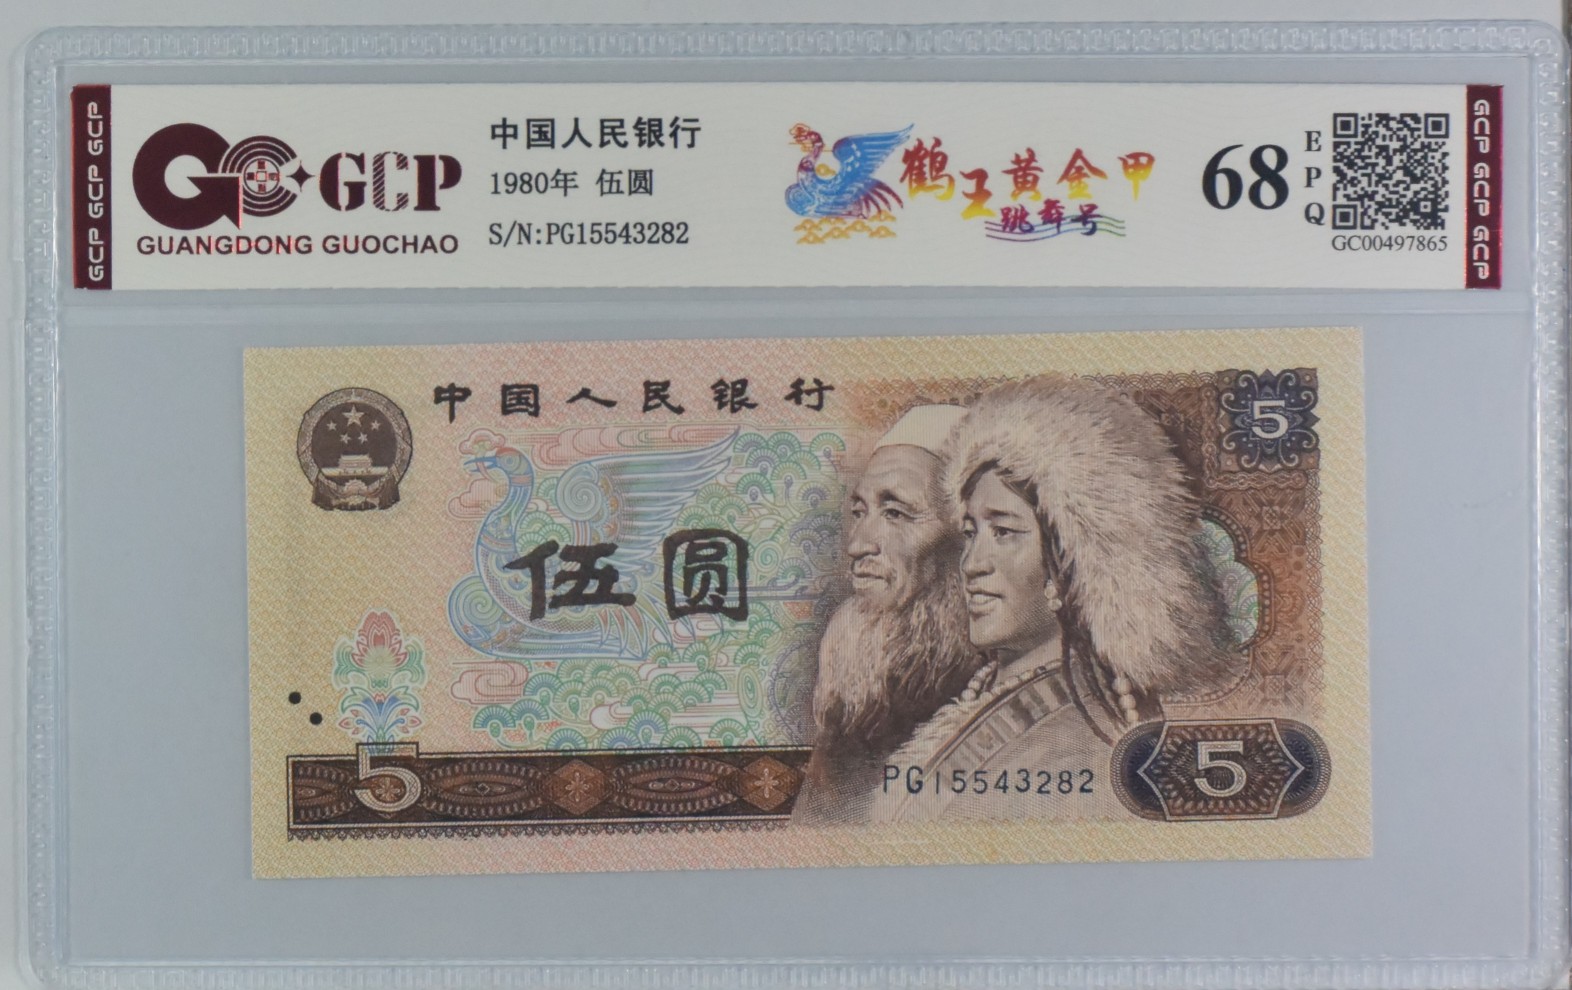 GCP GCP GCP
GCP
GUANGDONG GUOCHAO
中国人民银行
1980年 伍圆
S/N:PG15543282
鹤王黄金甲
跳舞号
68
EPQ
GC00497865
GCP GCP GCP
中国人民银行
5
伍圆
5
PG15543282
5